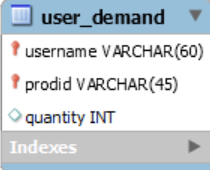 user_demand
username VARCHAR(60)
prodid VARCHAR(45)
quantity INT
Indexes